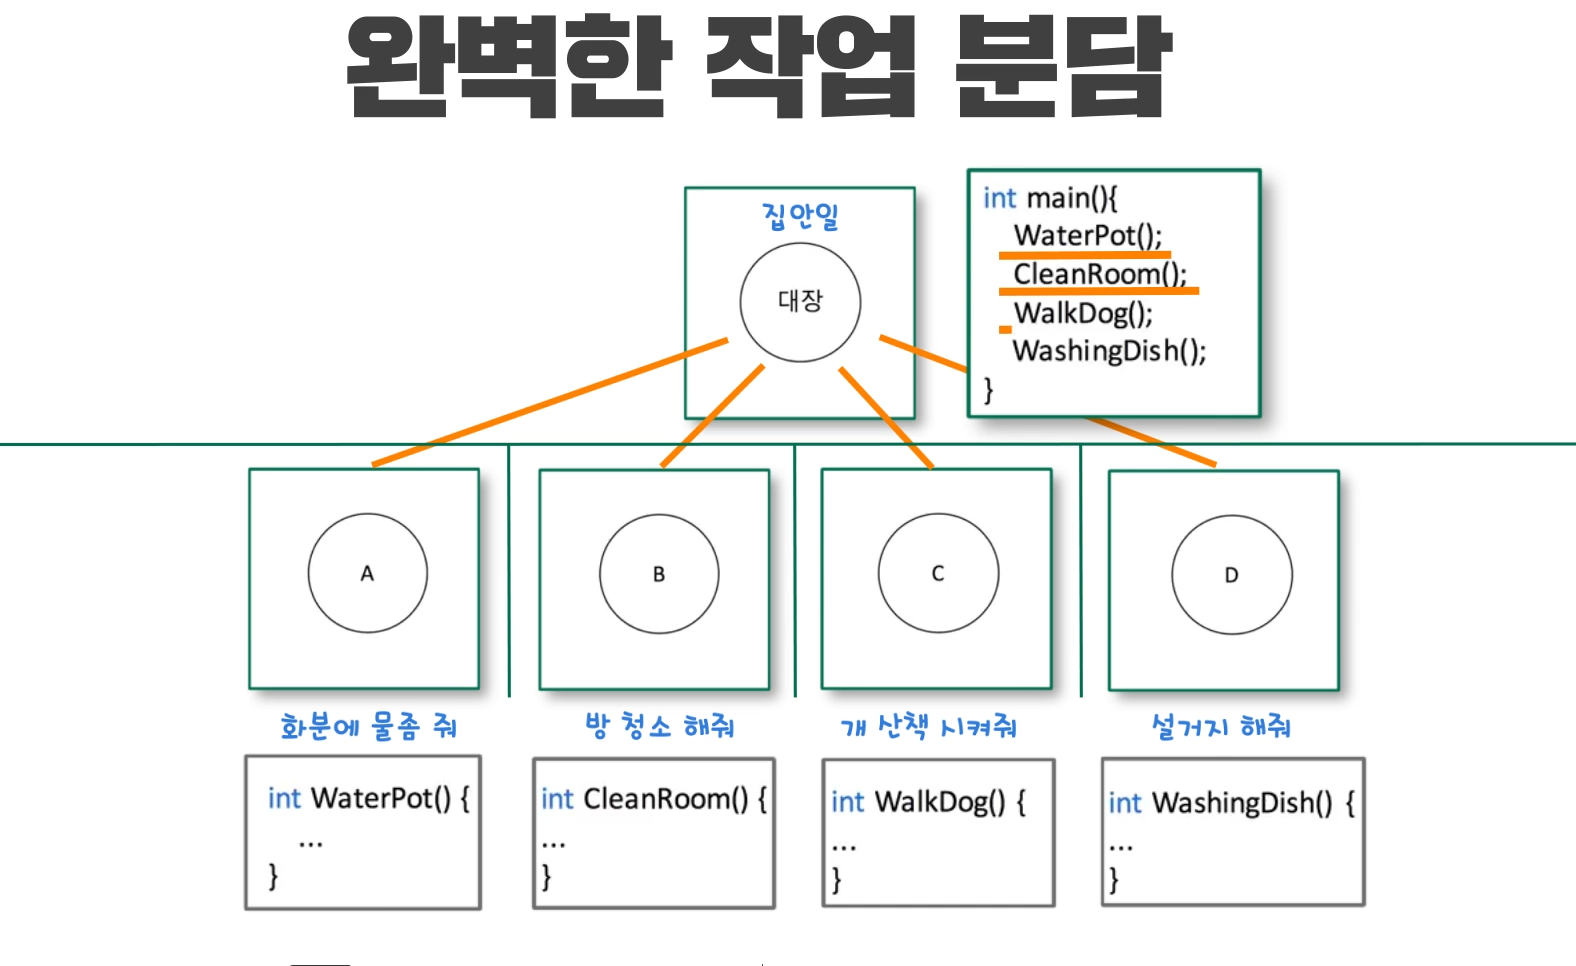 완벽한 작업 분담
집안일
대장
int main(){
WaterPot();
CleanRoom();
WalkDog();
WashingDish();
}
A
B
C
D
화분에 물좀 줘
방 청소 해줘
개 산책 시켜줘
설거지 해줘
int WaterPot() {
...
}
int CleanRoom() {
...
}
int WalkDog() {
...
}
int WashingDish() {
...
}